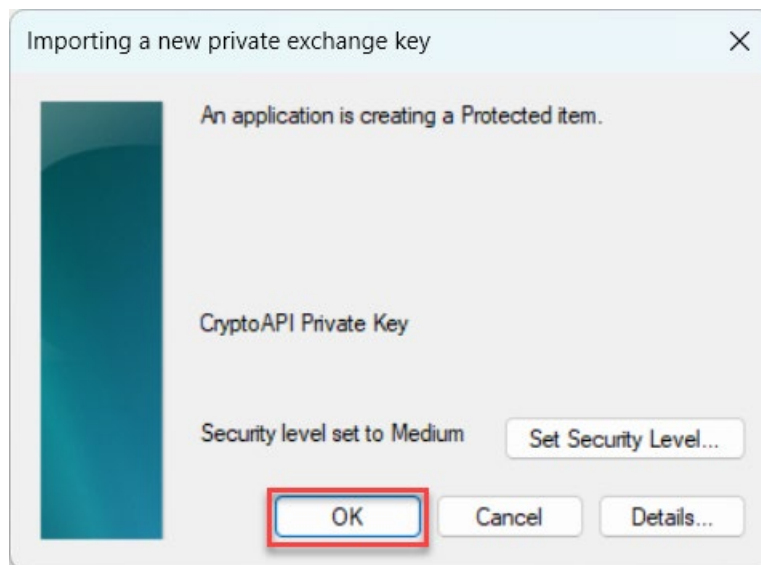 Importing a new private exchange key
An application is creating a Protected item.
CryptoAPI Private Key
Security level set to Medium
Set Security Level...
OK
Cancel
Details...